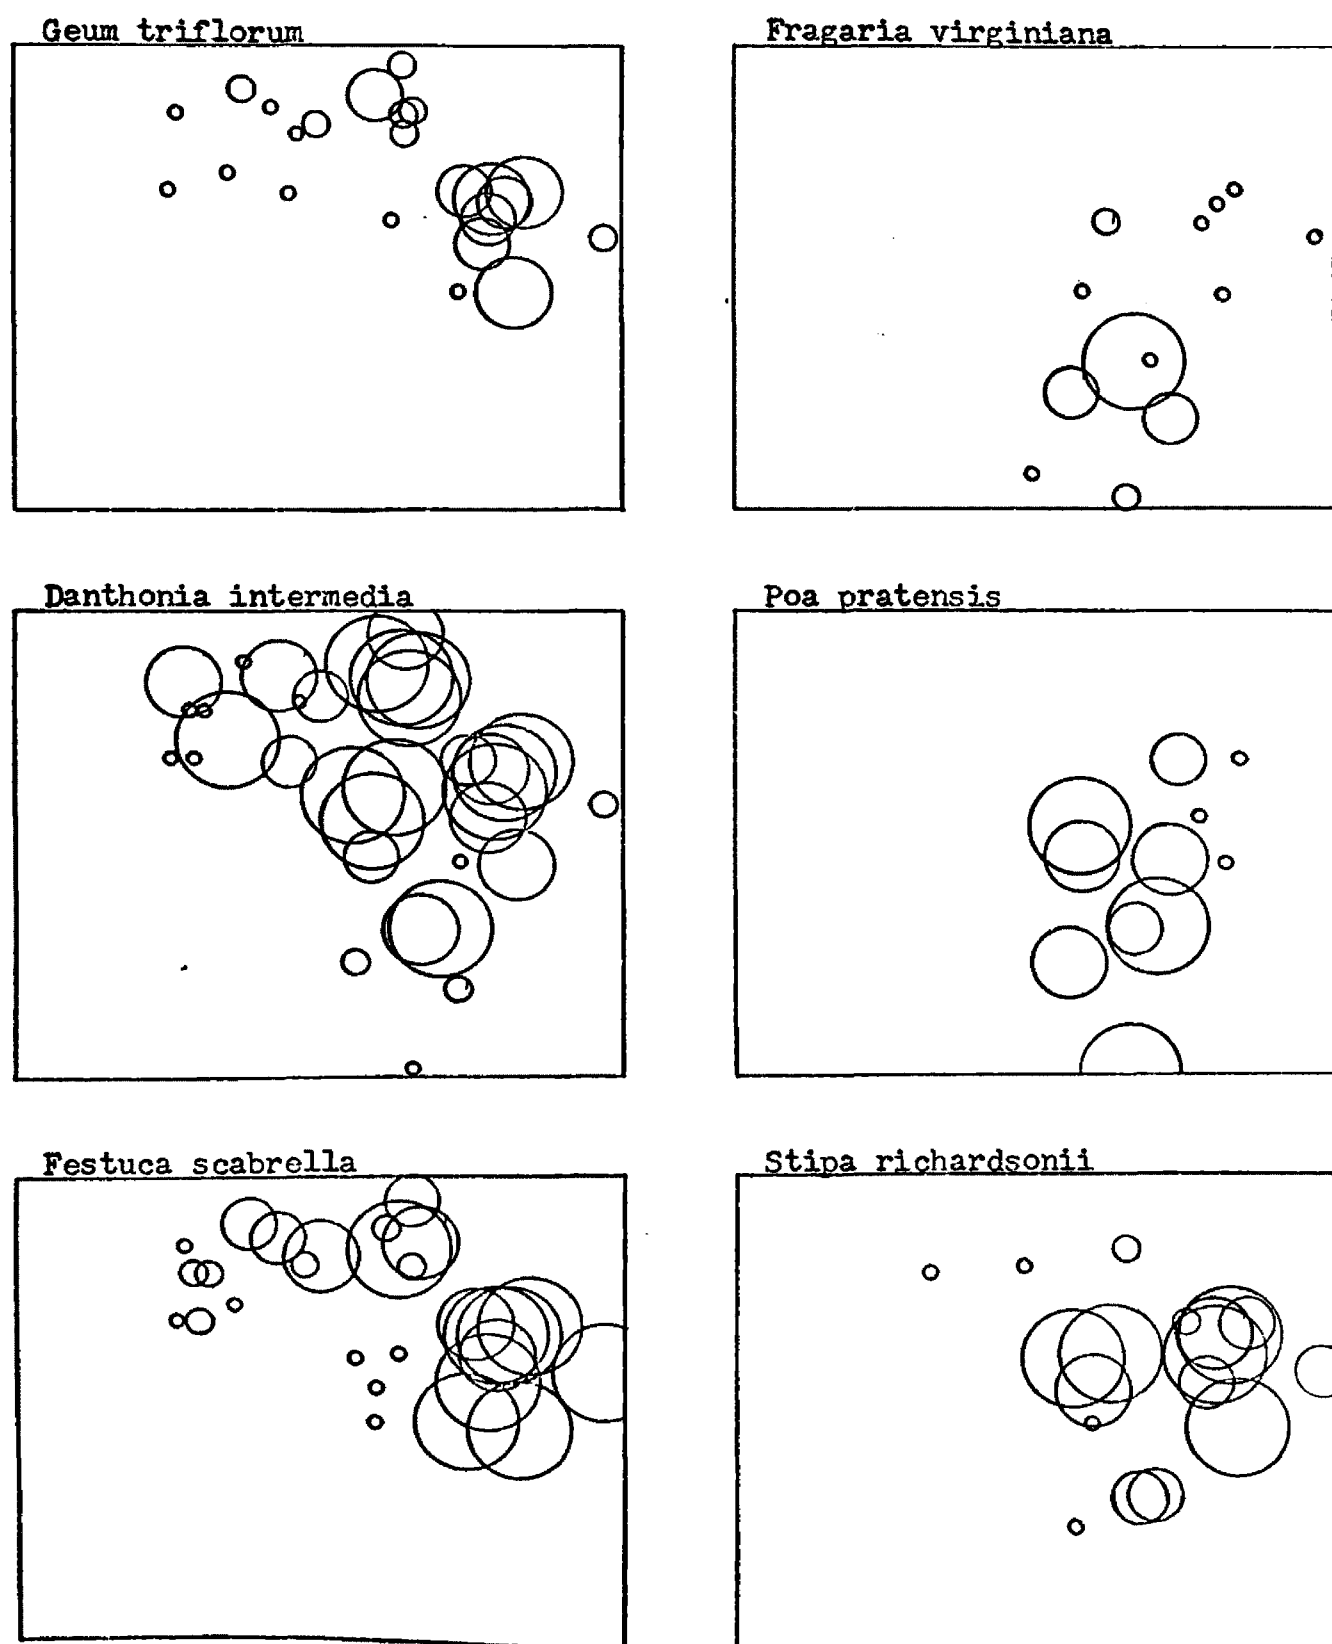 Geum triflorum
Fragaria virginiana
Danthonia intermedia
Poa pratensis
Festuca scabrella
Stipa richardsonii